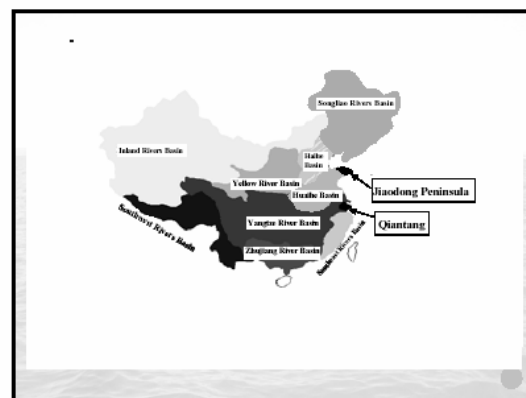 Songliao Rivers Basin
Inland Rivers Basin
Haihe
Basin
Yellow River Basin
Huaihe Basin
Jiaodong Peninsula
Southwest Rivers Basin
Yangtze River Basin
Qiantang
Zhujiang River Basin
Southeast Rivers Basin